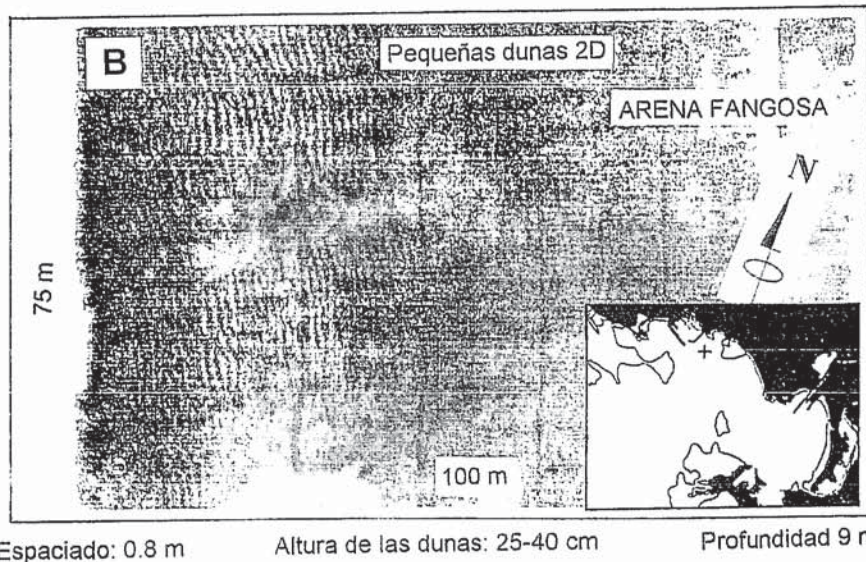 B
Pequeñas dunas 2D
ARENA FANGOSA
N
75 m
100 m
Espaciado: 0.8 m
Altura de las dunas: 25-40 cm
Profundidad 9 m